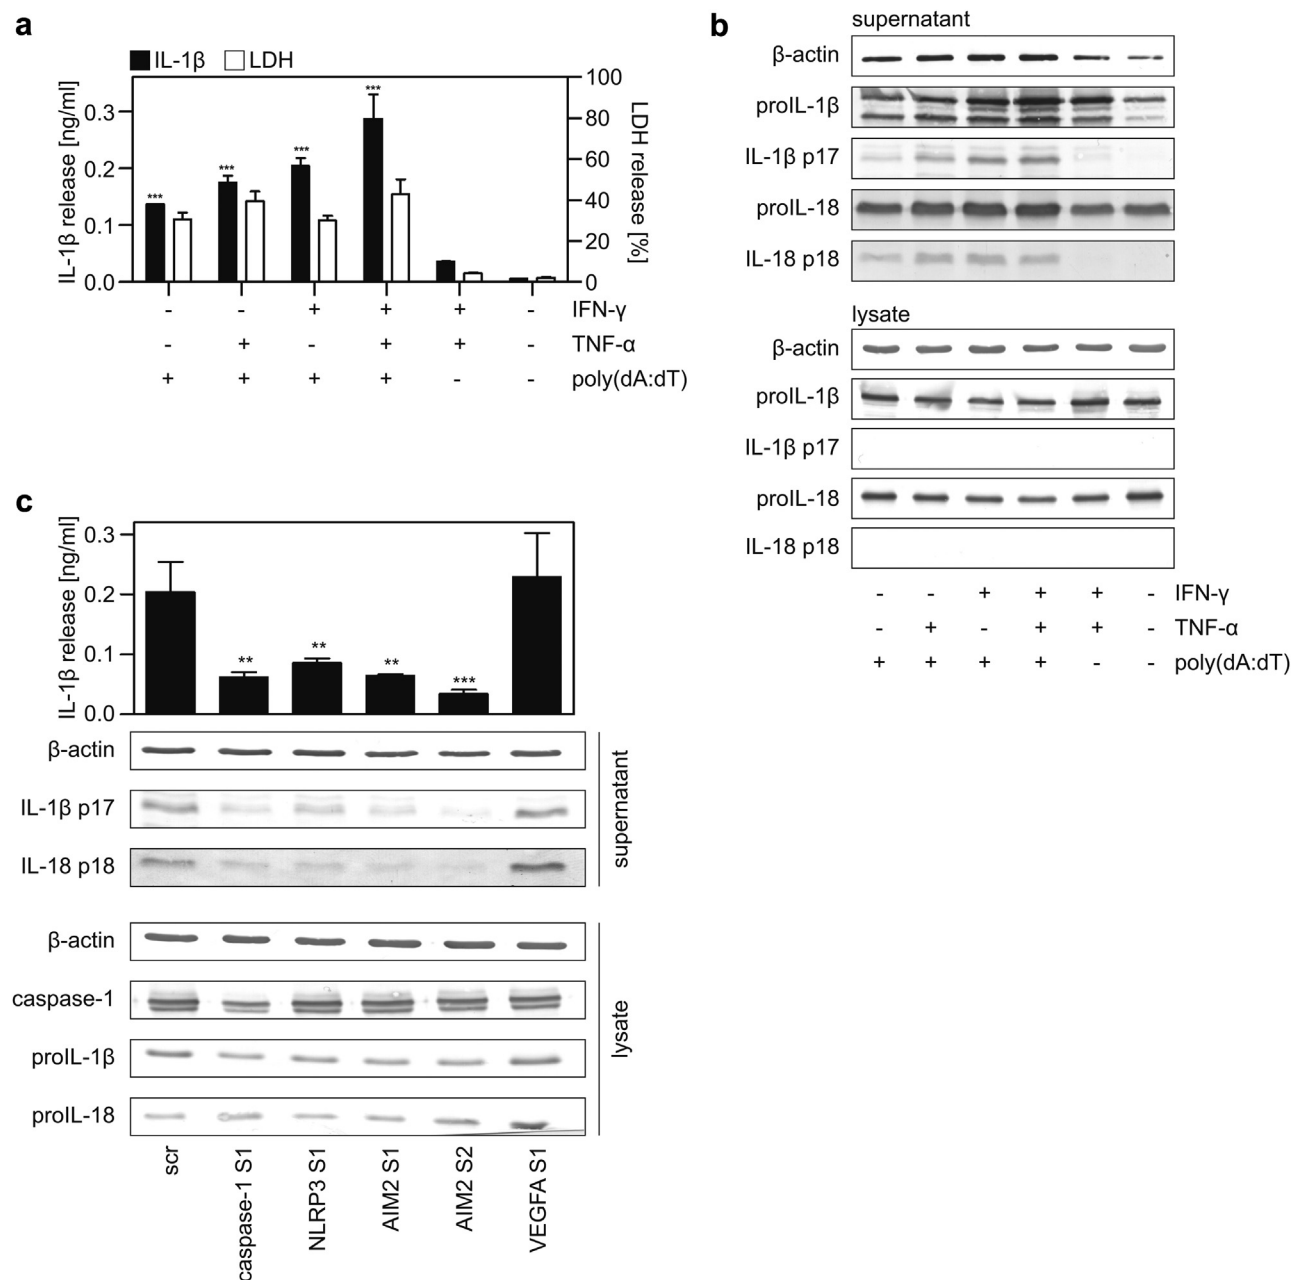 a
IL-1β LDH
IL-1β release [ng/ml]
0.3
0.2
0.1
0.0
*** *** *** ***
100
80
60
40
20
0
LDH release [%]
- - + + + - IFN-γ
- + - + + - TNF-α
+ + + + - - poly(dA:dT)
b
supernatant
β-actin
proIL-1β
IL-1β p17
proIL-18
IL-18 p18
lysate
β-actin
proIL-1β
IL-1β p17
proIL-18
IL-18 p18
- - + + + - IFN-γ
- + - + + - TNF-α
+ + + + - - poly(dA:dT)
c
IL-1β release [ng/ml]
0.3
0.2
0.1
0.0
** ** ** ***
β-actin
IL-1β p17
IL-18 p18
supernatant
β-actin
caspase-1
proIL-1β
proIL-18
lysate
scr
caspase-1 S1
NLRP3 S1
AIM2 S1
AIM2 S2
VEGFA S1